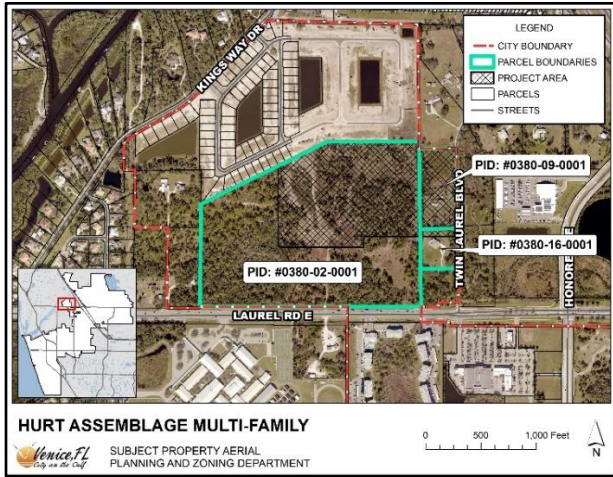 LEGEND
CITY BOUNDARY
PARCEL BOUNDARIES
PROJECT AREA
PARCELS
STREETS
KINGS WAY DR
PID: #0380-09-0001
TWIN LAUREL BLVD
PID: #0380-16-0001
PID: #0380-02-0001
HONORE
E
LAUREL RD E
HURT ASSEMBLAGE MULTI-FAMILY
Venice, FL
City on the Gulf
SUBJECT PROPERTY AERIAL
PLANNING AND ZONING DEPARTMENT
0 500 1,000 Feet
N